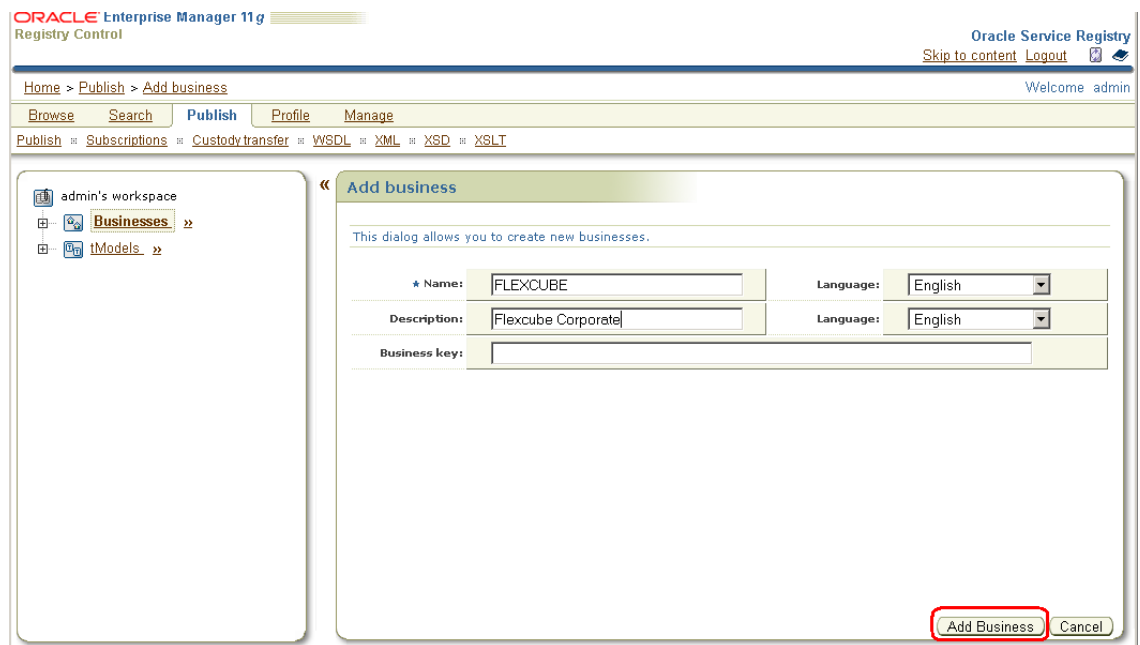 ORACLE Enterprise Manager 11g
Registry Control
Oracle Service Registry
Skip to content Logout
Home > Publish > Add business
Welcome admin
Browse Search Publish Profile Manage
Publish Subscriptions Custody transfer WSDL XML XSD XSLT
admin's workspace
Businesses »
tModels »
«
Add business
This dialog allows you to create new businesses.
* Name: FLEXCUBE Language: English
Description: Flexcube Corporate Language: English
Business key:
Add Business Cancel